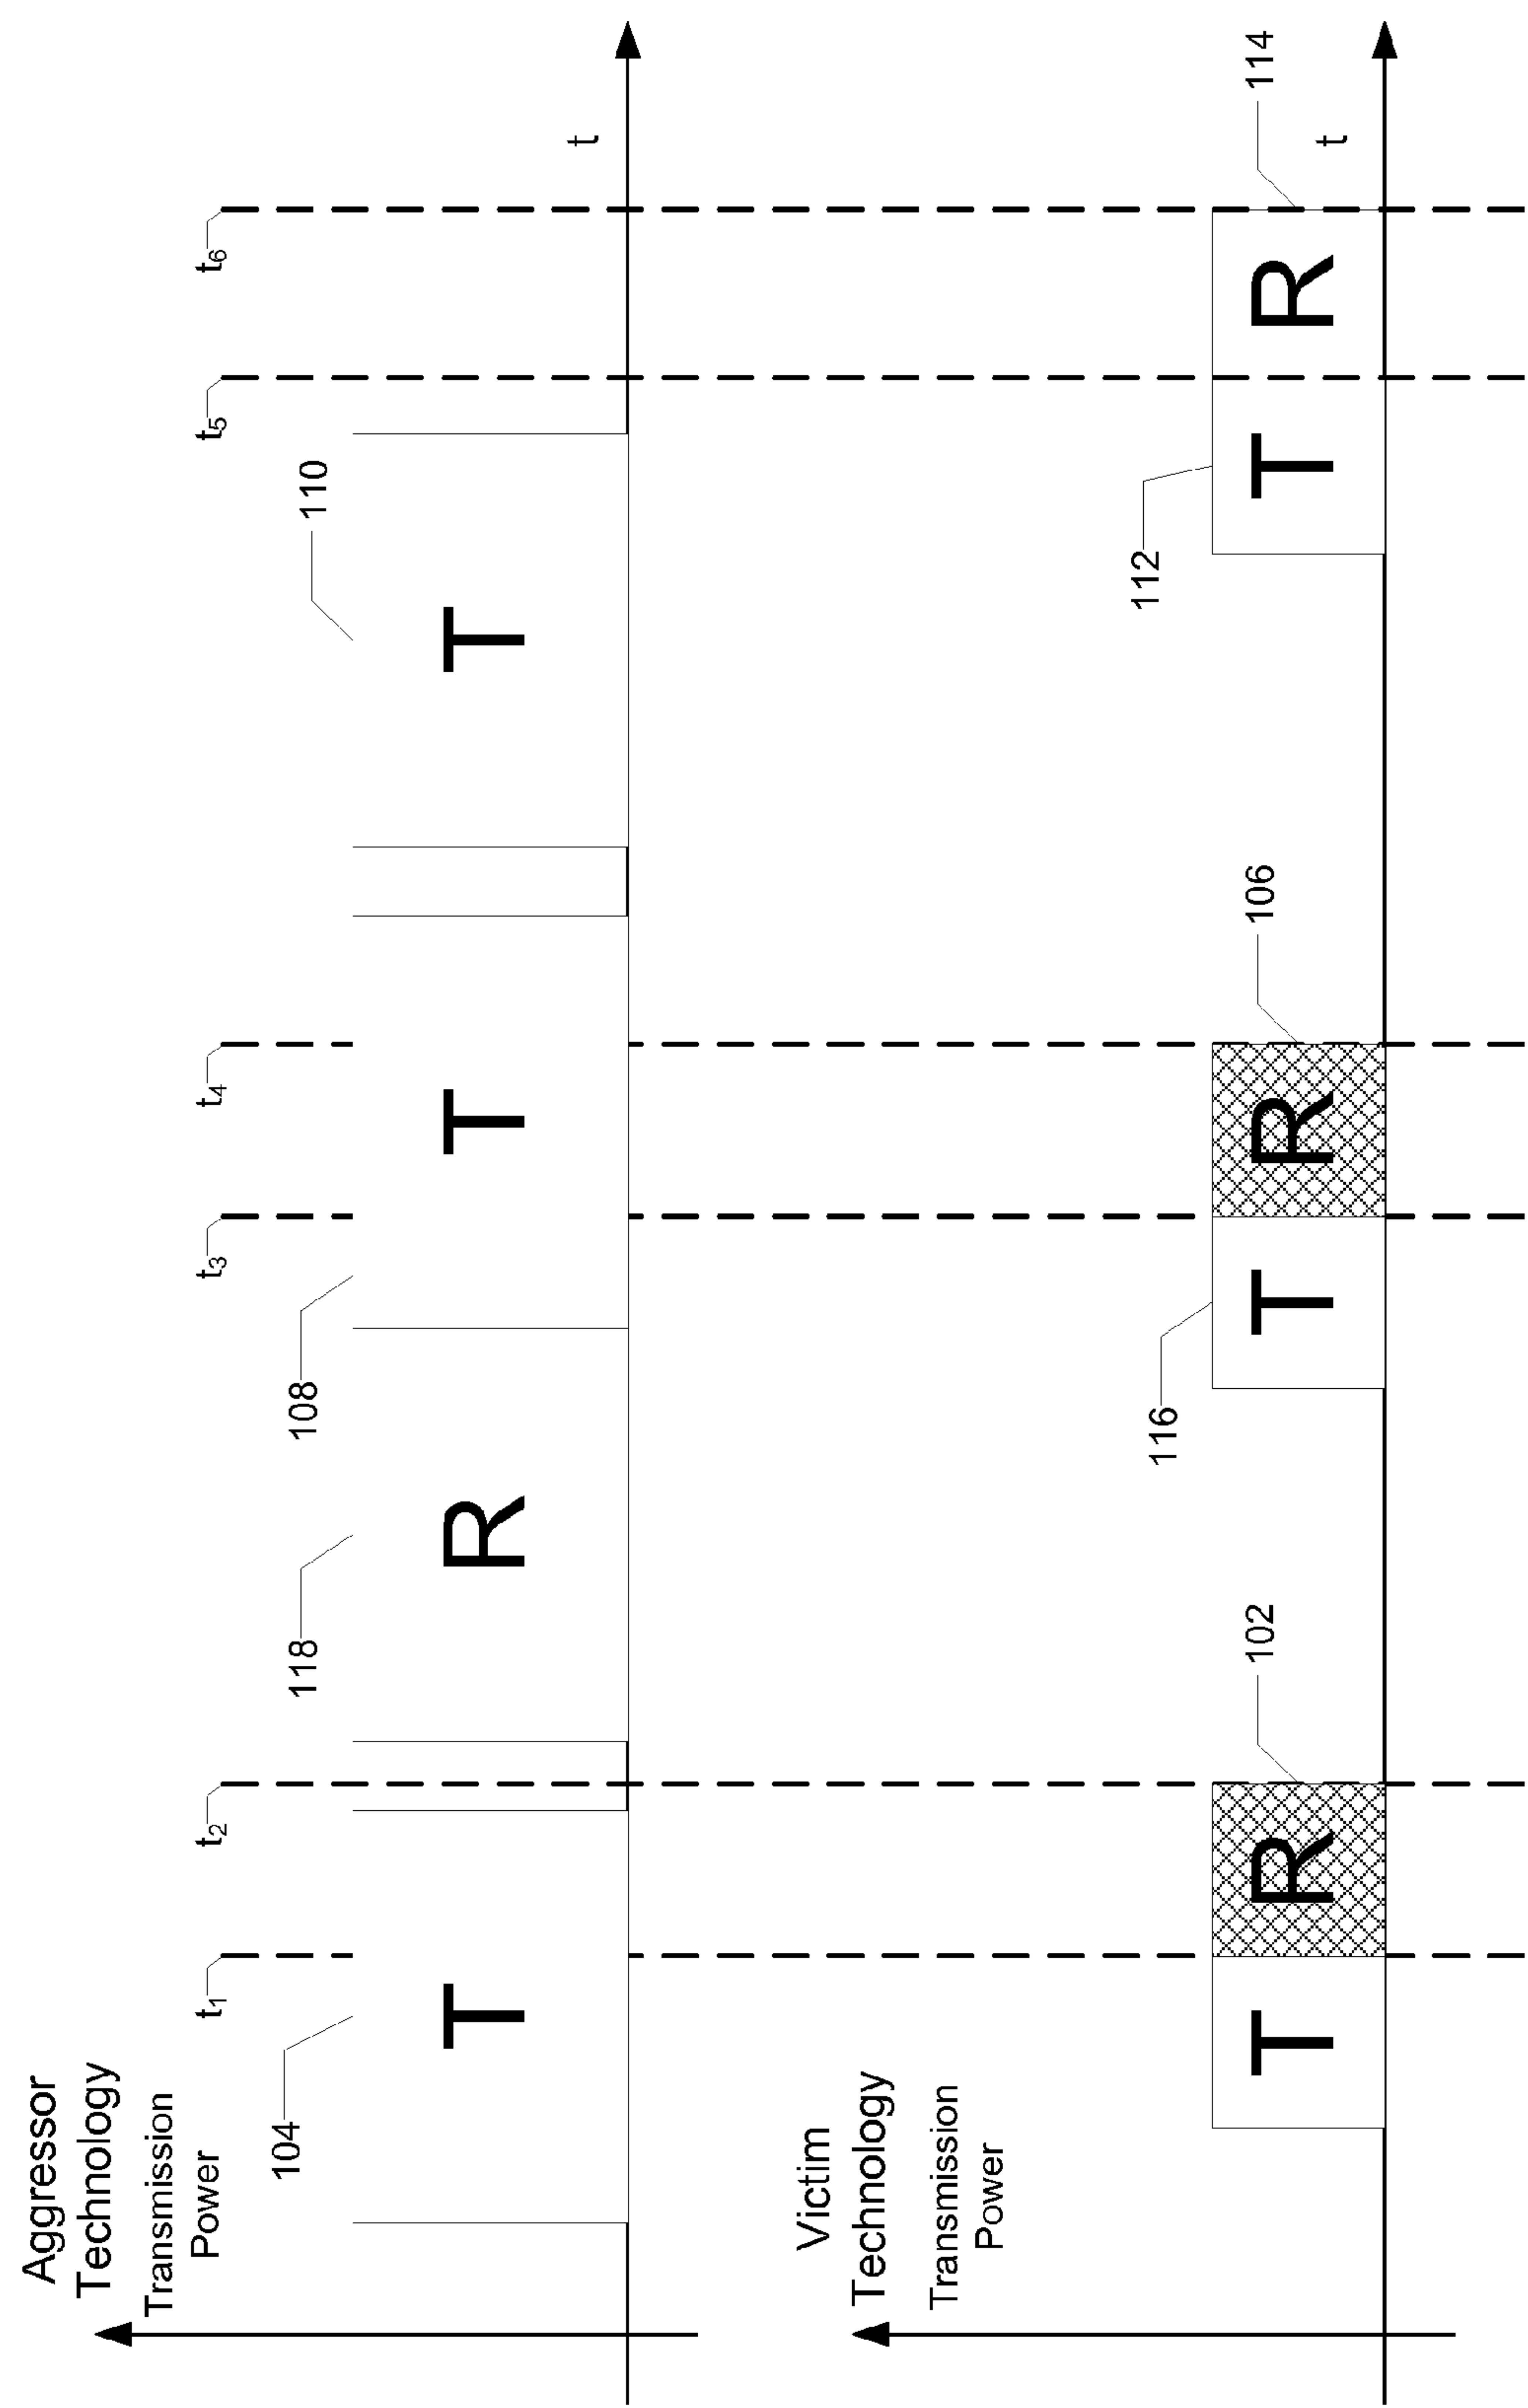 Aggressor
Technology
Transmission
Power
104
118
108
110
t1
t2
t3
t4
t5
t6
T
R
T
T
t
Victim
Technology
Transmission
Power
102
116
106
112
114
T
R
T
R
T
R
t